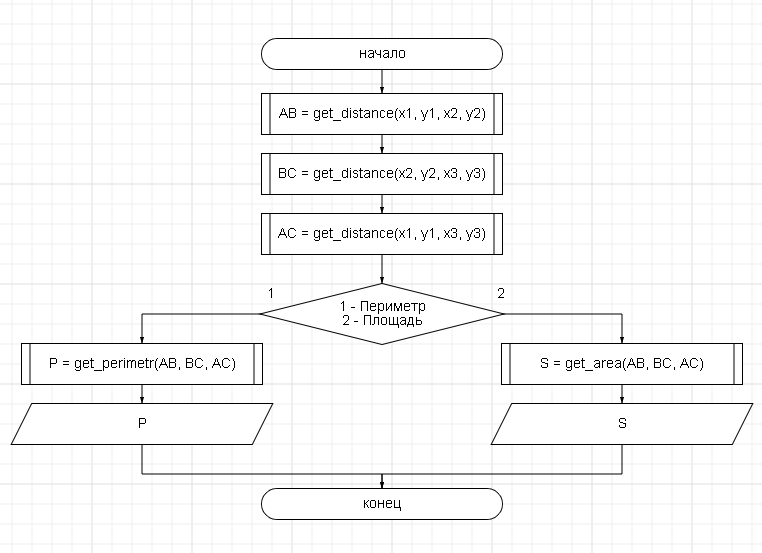 начало
AB = get_distance(x1, y1, x2, y2)
BC = get_distance(x2, y2, x3, y3)
AC = get_distance(x1, y1, x3, y3)
1
2
1 - Периметр
2 - Площадь
P = get_perimetr(AB, BC, AC)
S = get_area(AB, BC, AC)
P
S
конец